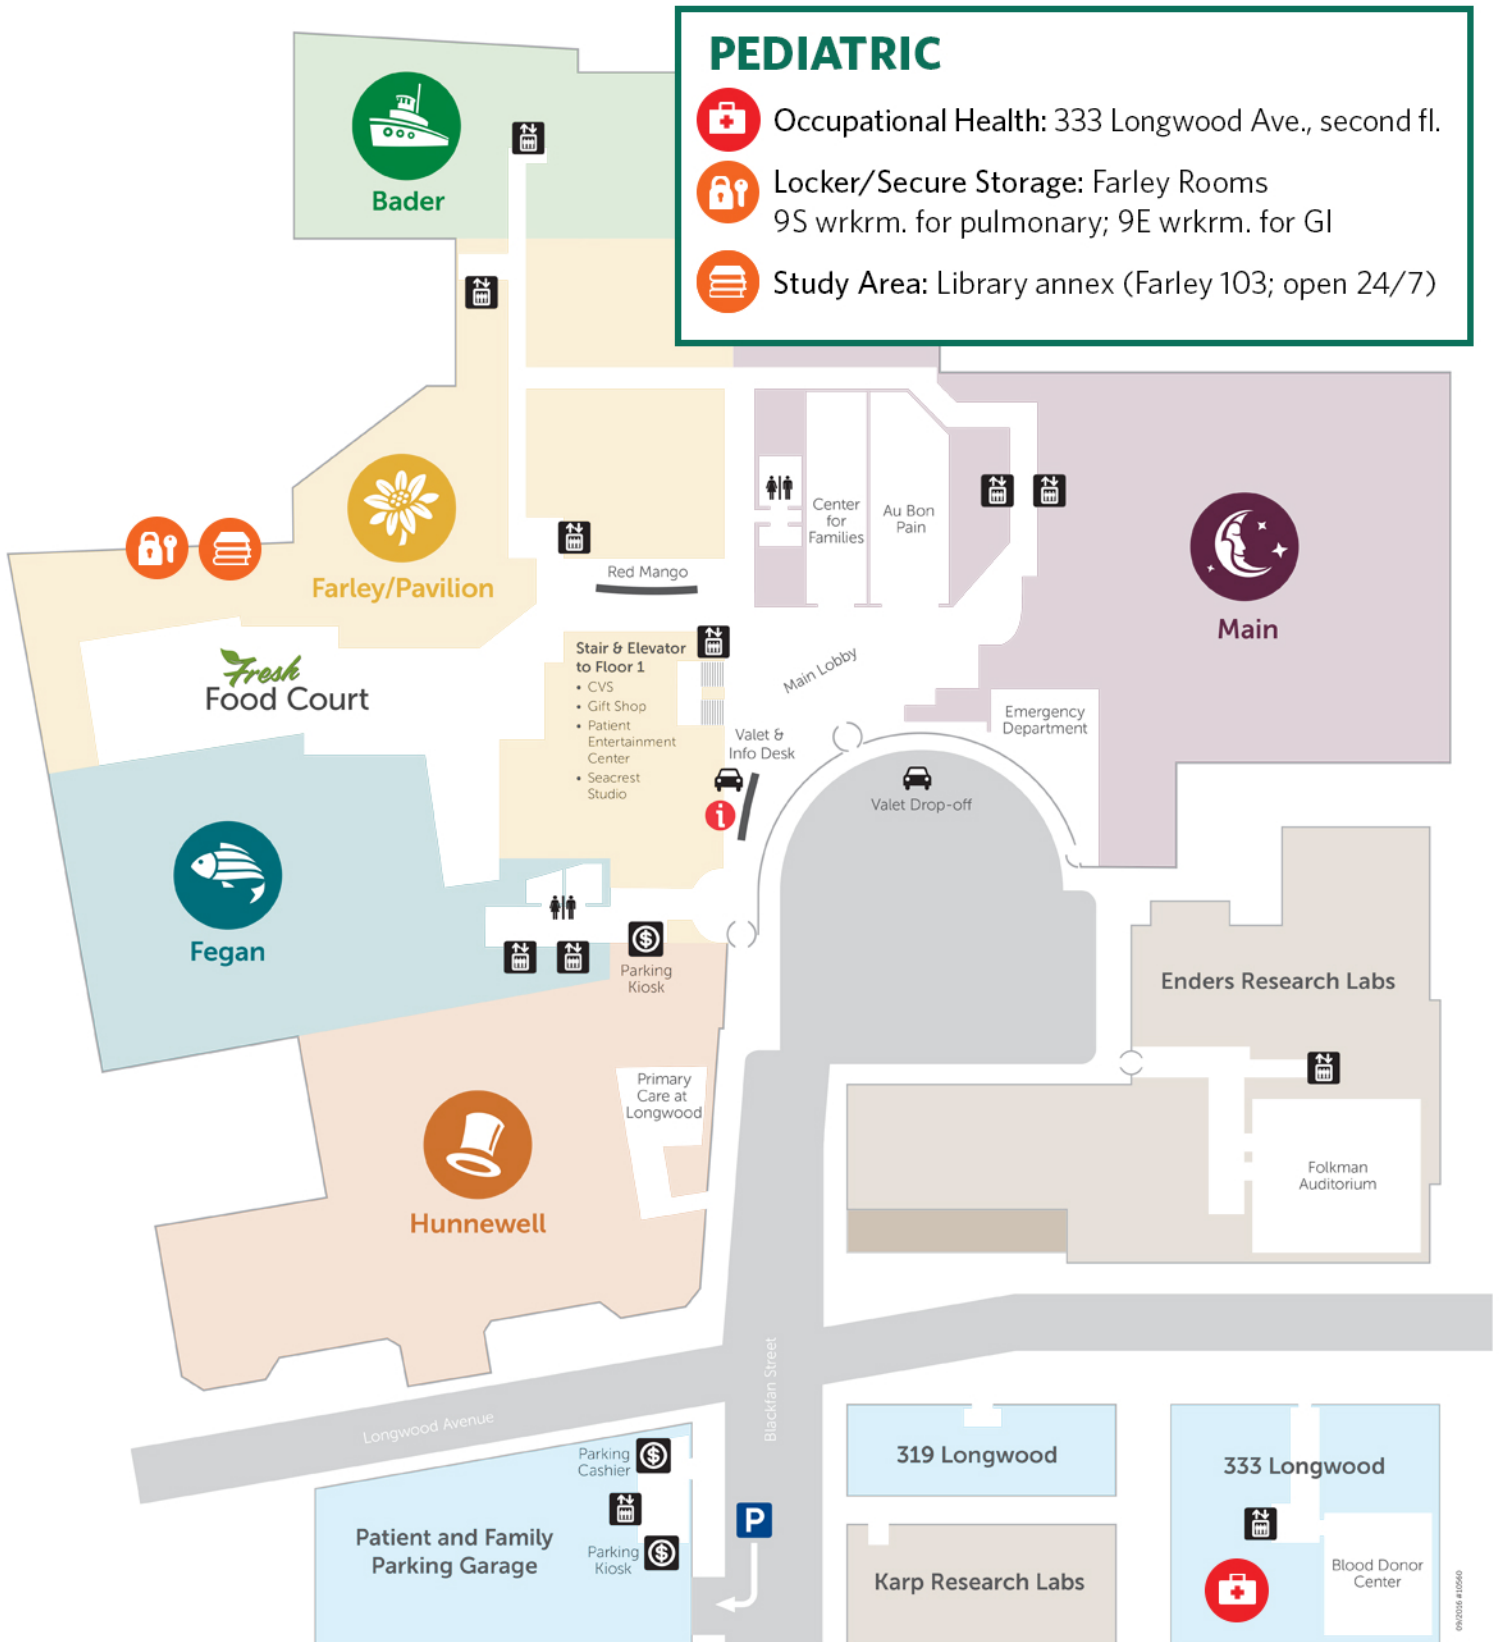 PEDIATRIC
Occupational Health: 333 Longwood Ave., second fl.
Locker/Secure Storage: Farley Rooms
9S wrkrm. for pulmonary; 9E wrkrm. for GI
Study Area: Library annex (Farley 103; open 24/7)
Bader
Center
for
Families
Au Bon
Pain
Farley/Pavilion
Red Mango
Main
Stair & Elevator
to Floor 1
• CVS
• Gift Shop
• Patient
Entertainment
Center
• Seacrest
Studio
Main Lobby
Fresh
Food Court
Emergency
Department
Valet &
Info Desk
i
Valet Drop-off
Fegan
$
Parking
Kiosk
Enders Research Labs
Primary
Care at
Longwood
Folkman
Auditorium
Hunnewell
Longwood Avenue
Blackfan Street
Parking
Cashier
$
319 Longwood
333 Longwood
P
Patient and Family
Parking Garage
Parking
Kiosk
$
Karp Research Labs
Blood Donor
Center
09/2016 #10560